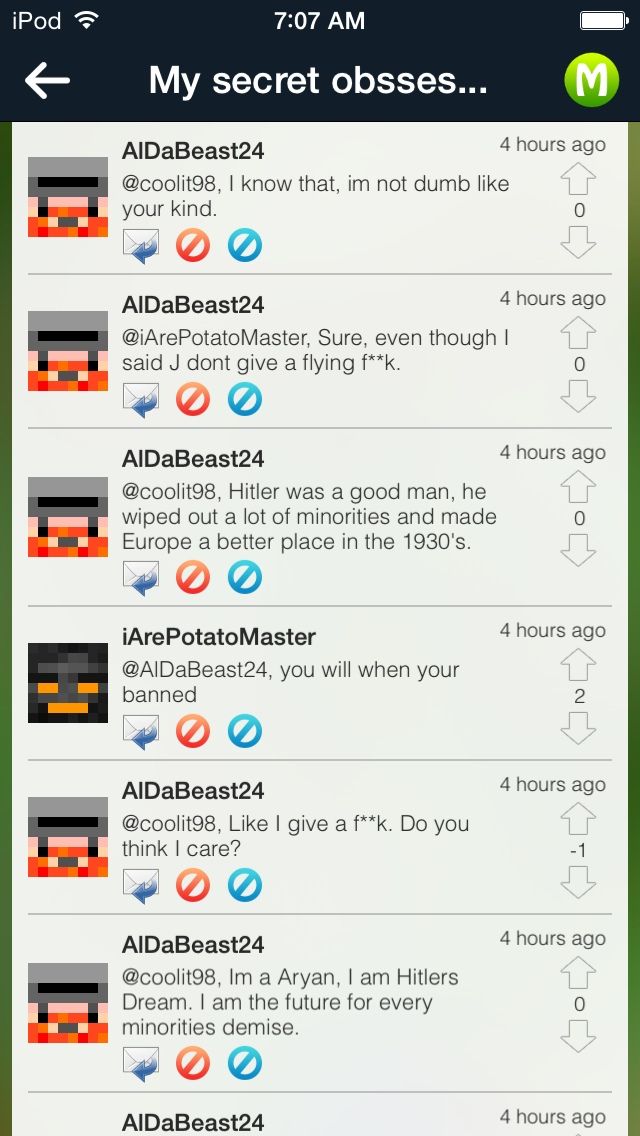 iPod 7:07 AM
My secret obsses...
M
AlDaBeast24 4 hours ago
@coolit98, I know that, im not dumb like
your kind.
0
AlDaBeast24 4 hours ago
@iArePotatoMaster, Sure, even though I
said J dont give a flying f**k.
0
AlDaBeast24 4 hours ago
@coolit98, Hitler was a good man, he
wiped out a lot of minorities and made
Europe a better place in the 1930's.
0
iArePotatoMaster 4 hours ago
@AlDaBeast24, you will when your
banned
2
AlDaBeast24 4 hours ago
@coolit98, Like I give a f**k. Do you
think I care?
-1
AlDaBeast24 4 hours ago
@coolit98, Im a Aryan, I am Hitlers
Dream. I am the future for every
minorities demise.
0
AlDaBeast24 4 hours ago